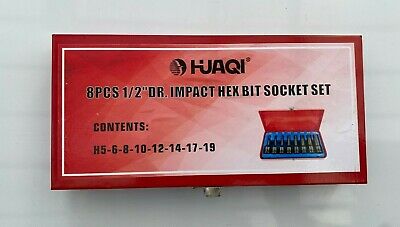 HUAQI
8PCS 1/2"DR. IMPACT HEX BIT SOCKET SET
CONTENTS:
H5-6-8-10-12-14-17-19